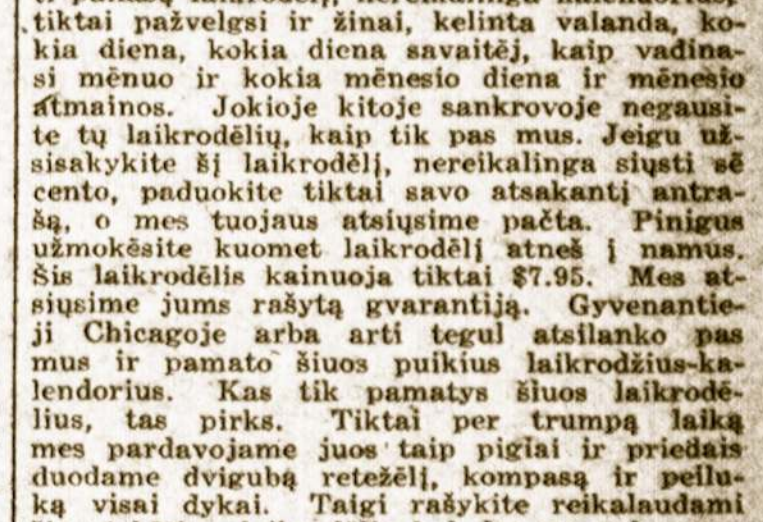 tiktai pažvelgsi ir žinai, kelinta valanda, ko-
kia diena, kokia diena savaitėj, kaip vadina-
si mėnuo ir kokia mėnesio diena ir mėnesio
atmainos. Jokioje kitoje sankrovoje negausi-
te tų laikrodėlių, kaip tik pas mus. Jeigu už-
sisakykite šį laikrodėlį, nereikalinga siųsti sė
cento, paduokite tiktai savo atsakantį antra-
šą, o mes tuojaus atsiųsime pačta. Pinigus
užmokėsite kuomet laikrodėlį atneš į namus.
Šis laikrodėlis kainuoja tiktai $7.95. Mes at-
siųsime jums rašytą gvarantiją. Gyvenantie-
ji Chicagoje arba arti tegul atsilanko pas
mus ir pamato šiuos puikius laikrodžius-ka-
lendorius. Kas tik pamatys šiuos laikrodė-
lius, tas pirks. Tiktai per trumpą laiką
mes pardavojame juos taip pigiai ir priedais
duodame dvigubą retežėlį, kompasą ir peilu-
ką visai dykai. Taigi rašykite reikalaudami